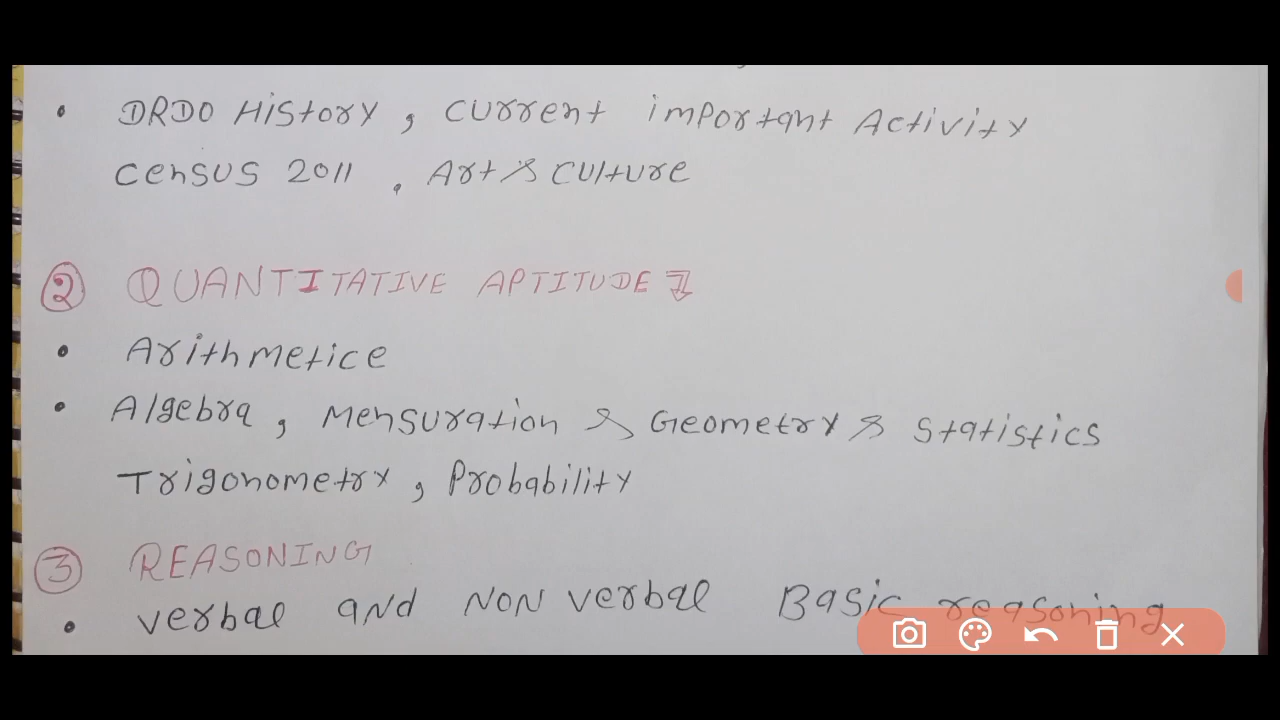 • DRDO History, Current important Activity
Census 2011, Art & Culture
② QUANTITATIVE APTITUDE
• Arithmetice
• Algebra, Mensuration & Geometry & Statistics
Trigonometry, Probability
③ REASONING
• verbal AND NON verbal Basic reasoning